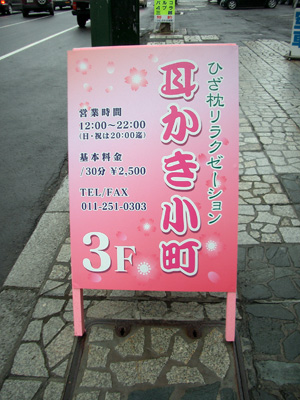 ひざ枕リラクゼーション
耳かき小町
営業時間
12:00〜22:00
(日・祝は20:00迄)
基本料金
/30分 ¥2,500
TEL/FAX
011-251-0303
3F